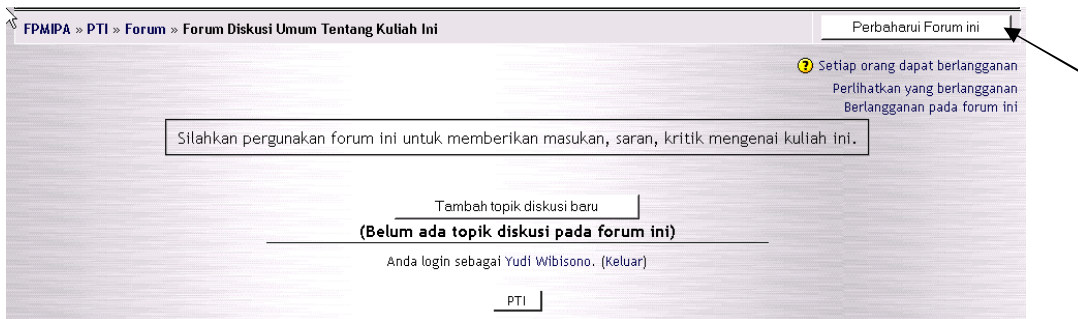 FPMIPA » PTI » Forum » Forum Diskusi Umum Tentang Kuliah Ini
Perbaharui Forum ini
? Setiap orang dapat berlangganan
Perlihatkan yang berlangganan
Berlangganan pada forum ini
Silahkan pergunakan forum ini untuk memberikan masukan, saran, kritik mengenai kuliah ini.
Tambah topik diskusi baru
(Belum ada topik diskusi pada forum ini)
Anda login sebagai Yudi Wibisono. (Keluar)
PTI